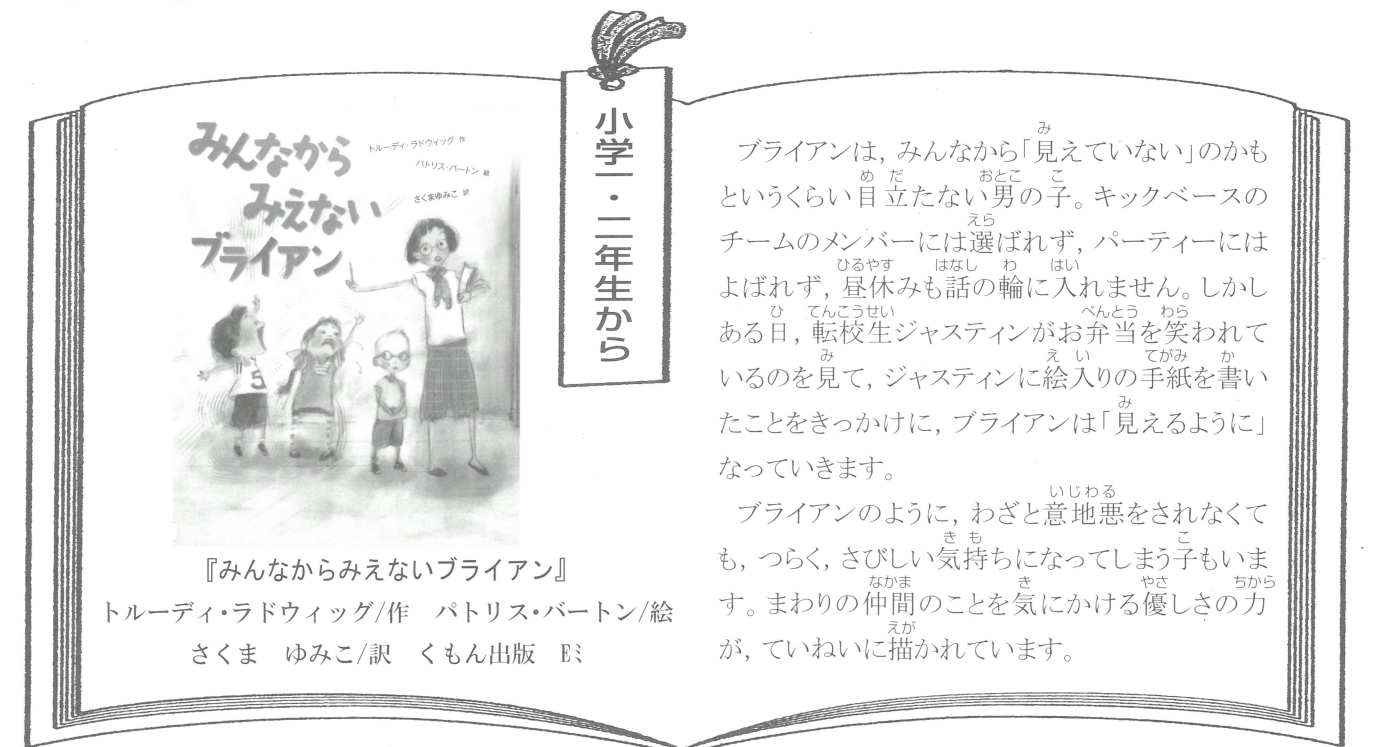 みんなから
みえない
ブライアン
トルーディ・ラドウィッグ 作
パトリス・バートン 絵
さくまゆみこ 訳
5
『みんなからみえないブライアン』
トルーディ・ラドウィッグ/作　パトリス・バートン/絵
さくま　ゆみこ/訳　くもん出版　Eミ
小学一・二年生から
ブライアンは，みんなから「見えていない」のかも
というくらい目立たない男の子。キックベースの
チームのメンバーには選ばれず，パーティーには
よばれず，昼休みも話の輪に入れません。しかし
ある日，転校生ジャスティンがお弁当を笑われて
いるのを見て，ジャスティンに絵入りの手紙を書い
たことをきっかけに，ブライアンは「見えるように」
なっていきます。
ブライアンのように，わざと意地悪をされなくて
も，つらく，さびしい気持ちになってしまう子もいま
す。まわりの仲間のことを気にかける優しさの力
が，ていねいに描かれています。